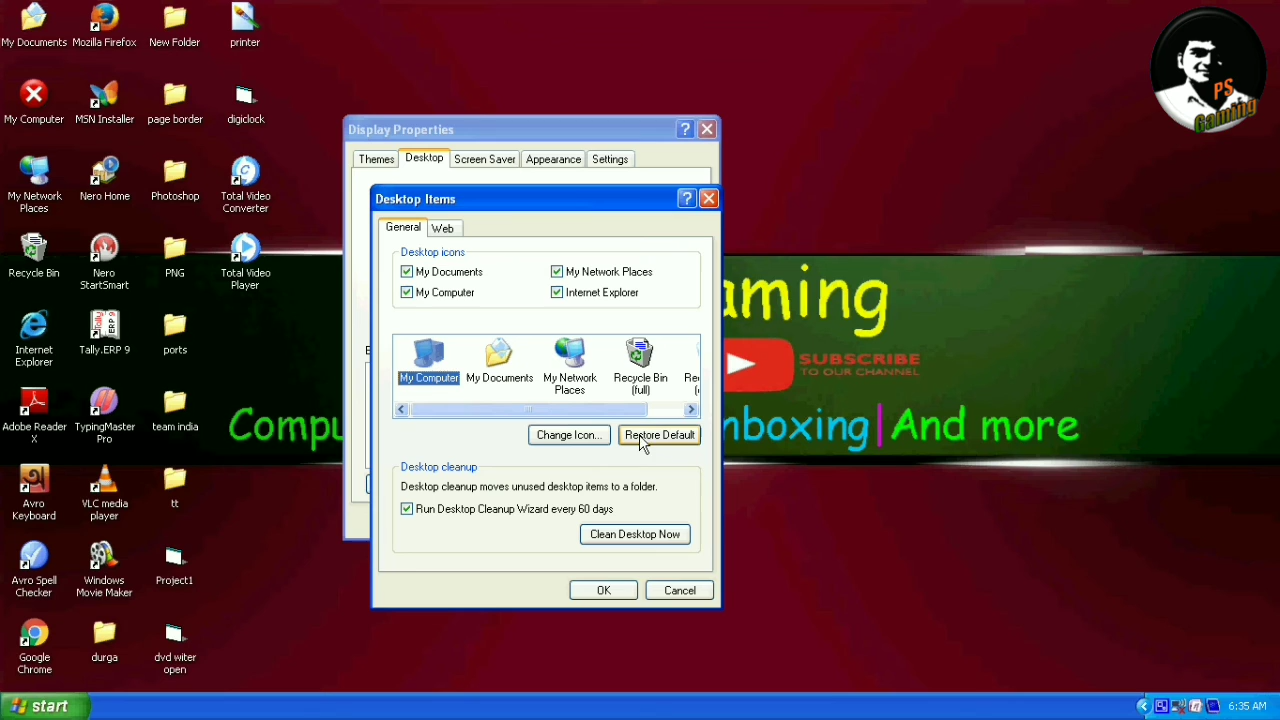 My Documents
Mozilla Firefox
New Folder
printer
My Computer
MSN Installer
page border
digiclock
My Network
Places
Nero Home
Photoshop
Total Video
Converter
Recycle Bin
Nero
StartSmart
PNG
Total Video
Player
Internet
Explorer
Tally.ERP 9
ports
Adobe Reader
X
TypingMaster
Pro
team india
Avro
Keyboard
VLC media
player
tt
Avro Spell
Checker
Windows
Movie Maker
Project1
Google
Chrome
durga
dvd witer
open
PS
Gaming
Display Properties
Themes
Desktop
Screen Saver
Appearance
Settings
Desktop Items
General
Web
Desktop icons
My Documents
My Network Places
My Computer
Internet Explorer
My Computer
My Documents
My Network
Places
Recycle Bin
(full)
Change Icon...
Restore Default
Desktop cleanup
Desktop cleanup moves unused desktop items to a folder.
Run Desktop Cleanup Wizard every 60 days
Clean Desktop Now
OK
Cancel
aming
SUBSCRIBE
TO OUR CHANNEL
Compu
nboxing|And more
start
6:35 AM